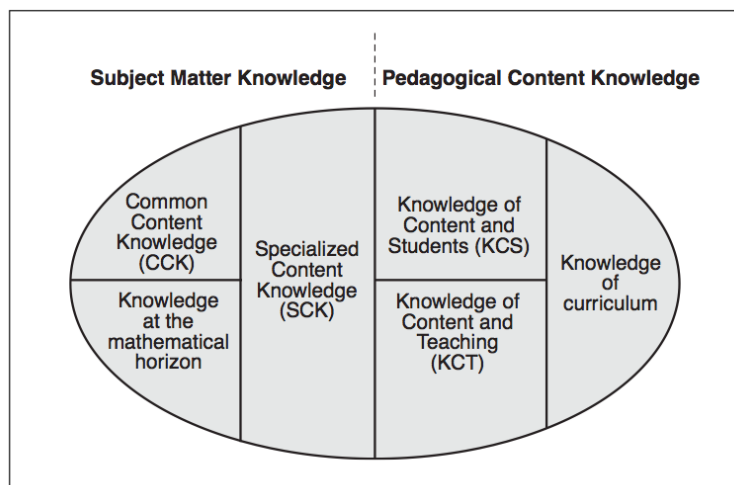 Subject Matter Knowledge
Pedagogical Content Knowledge
Common
Content
Knowledge
(CCK)
Knowledge
at the
mathematical
horizon
Specialized
Content
Knowledge
(SCK)
Knowledge of
Content and
Students (KCS)
Knowledge of
Content and
Teaching
(KCT)
Knowledge
of
curriculum